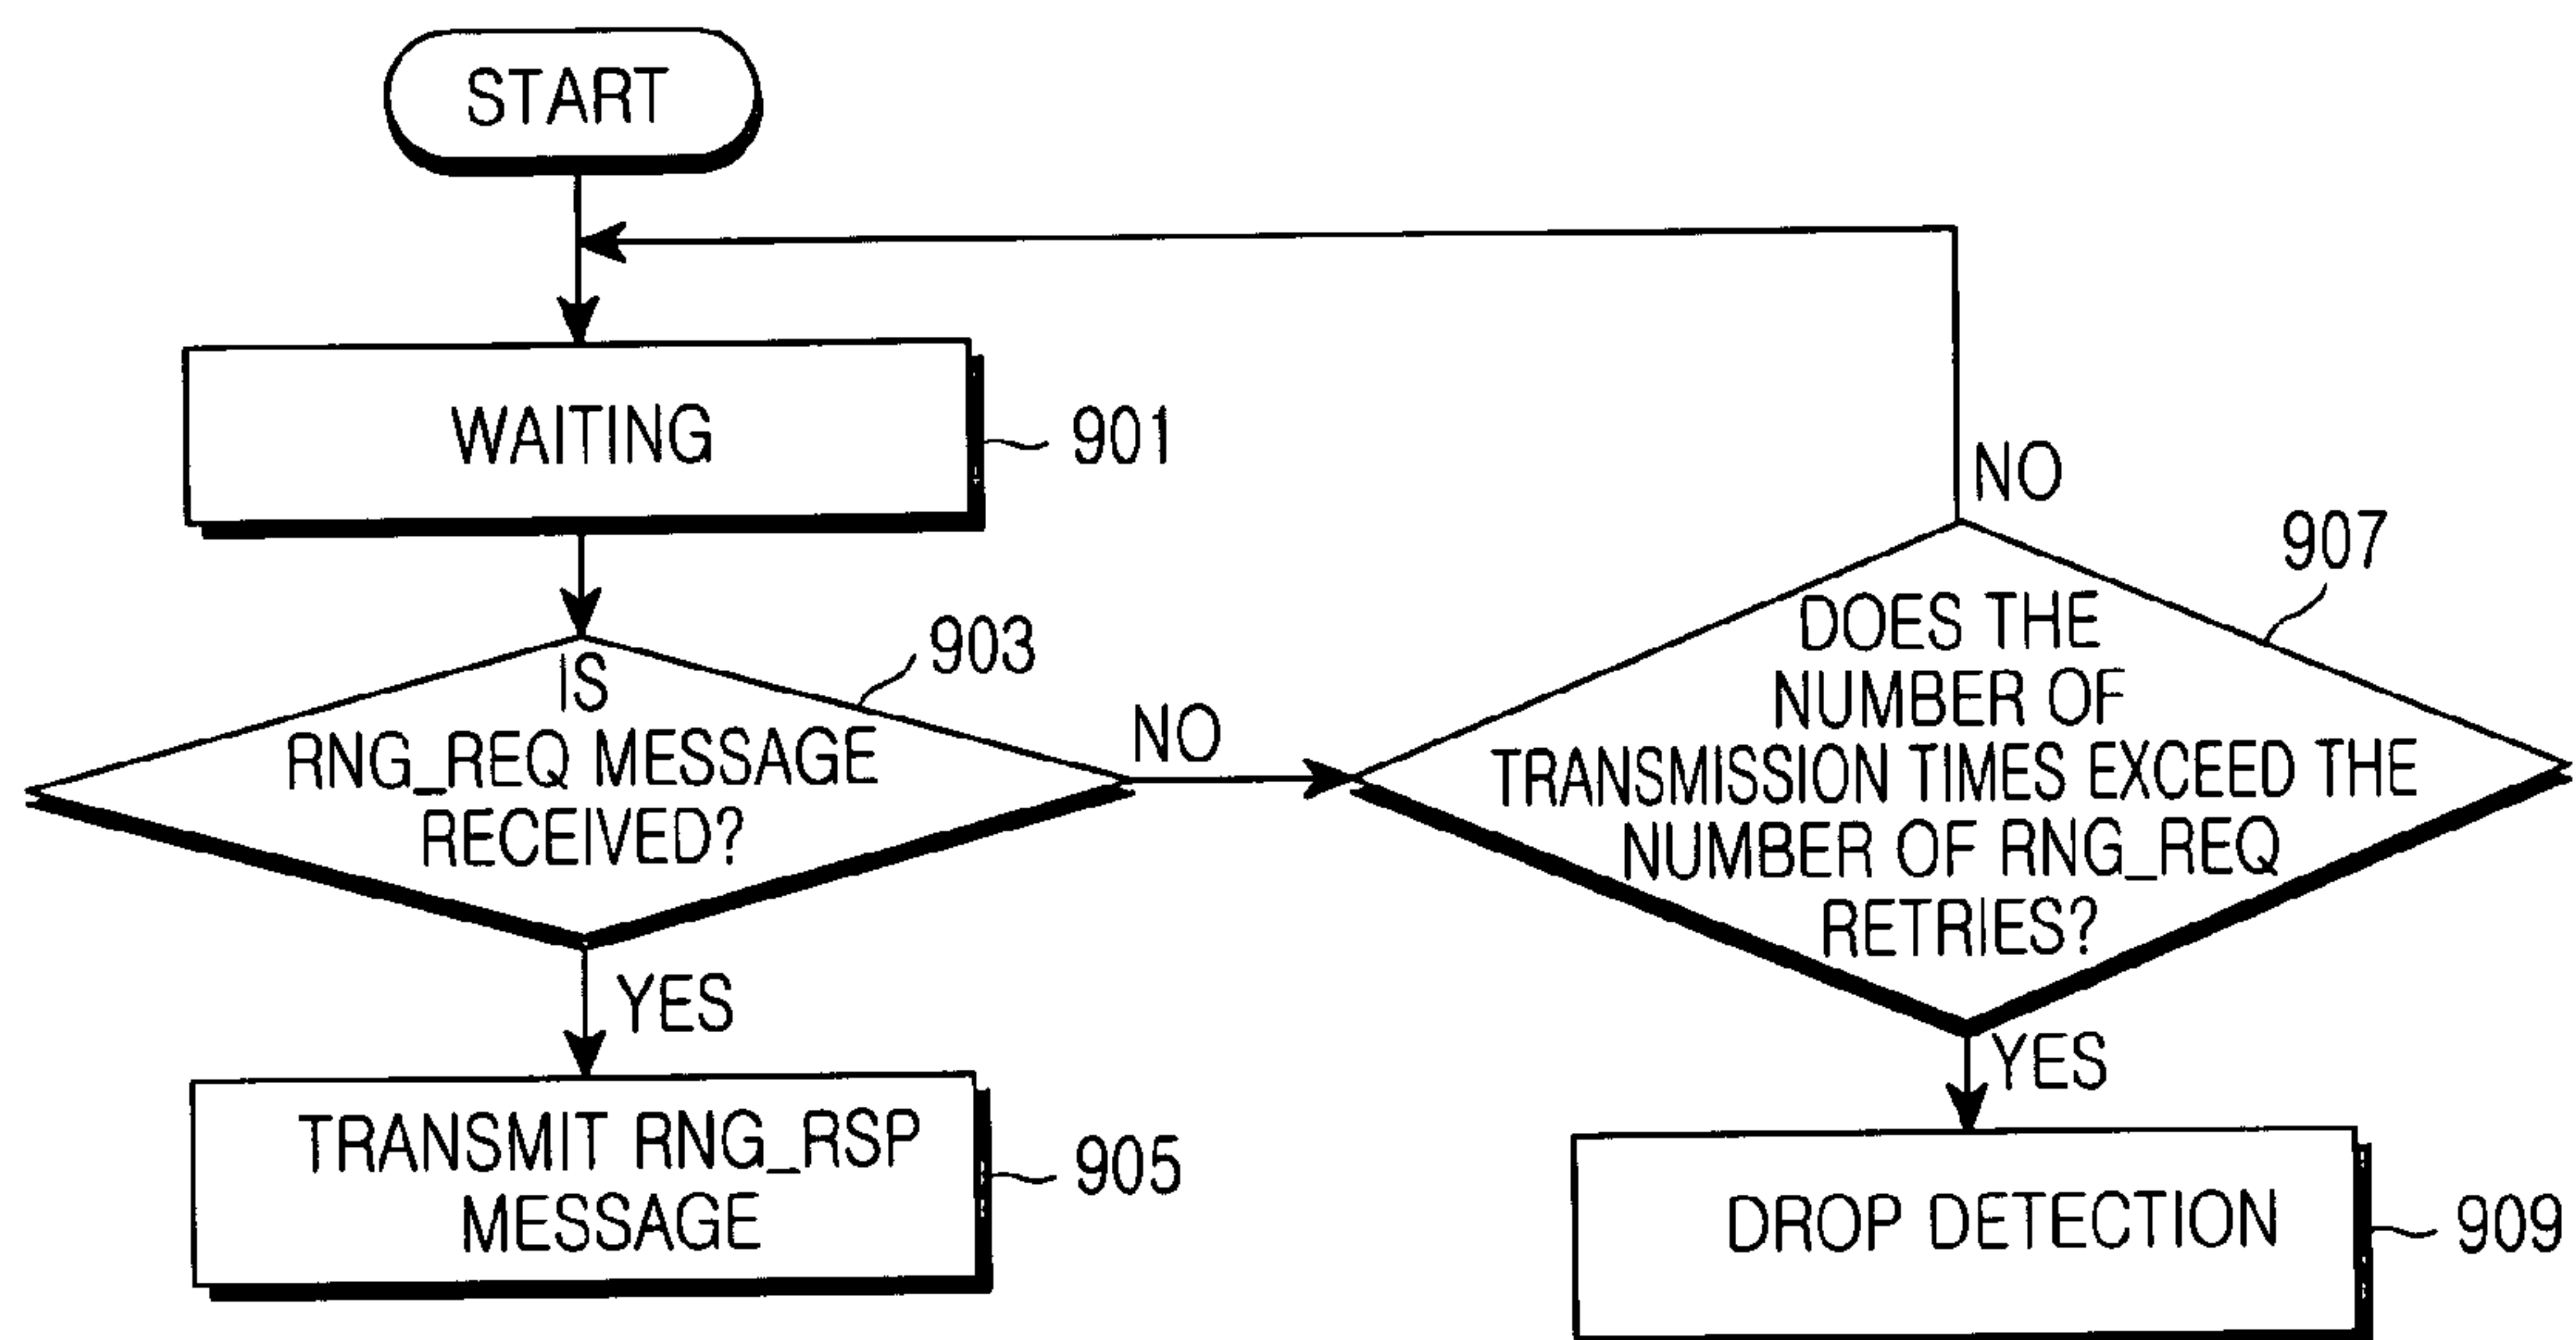 START
WAITING
901
IS
RNG_REQ MESSAGE
RECEIVED?
903
NO
YES
TRANSMIT RNG_RSP
MESSAGE
905
NO
907
DOES THE
NUMBER OF
TRANSMISSION TIMES EXCEED THE
NUMBER OF RNG_REQ
RETRIES?
YES
DROP DETECTION
909